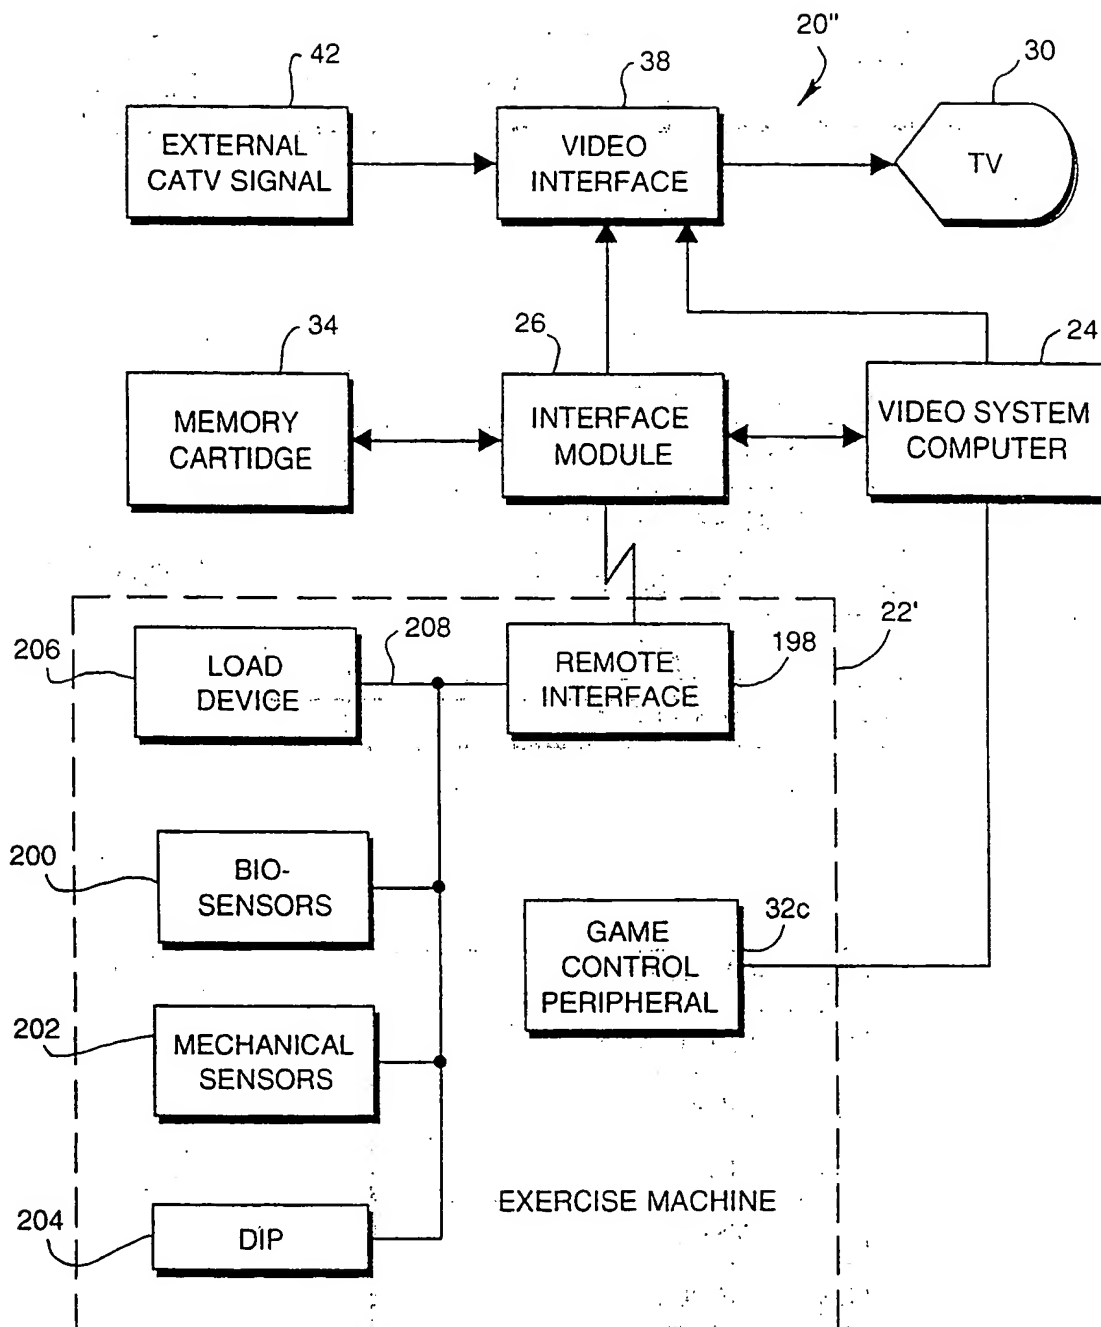 20"
42
38
30
EXTERNAL
CATV SIGNAL
VIDEO
INTERFACE
TV
34
26
24
MEMORY
CARTIDGE
INTERFACE
MODULE
VIDEO SYSTEM
COMPUTER
206
LOAD
DEVICE
208
REMOTE
INTERFACE
198
22'
200
BIO-
SENSORS
GAME
CONTROL
PERIPHERAL
32c
202
MECHANICAL
SENSORS
204
DIP
EXERCISE MACHINE